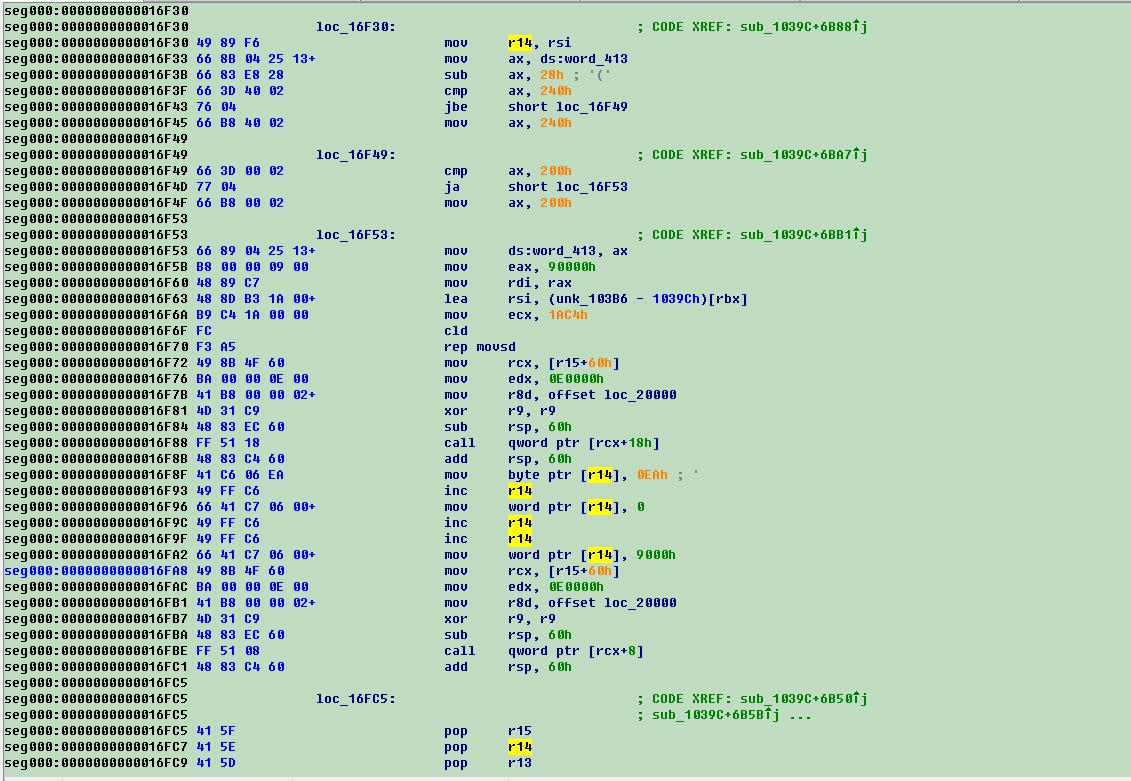 seg000:0000000000016F30
seg000:0000000000016F30 loc_16F30: ; CODE XREF: sub_1039C+6B88↑j
seg000:0000000000016F30 49 89 F6 mov r14, rsi
seg000:0000000000016F33 66 8B 04 25 13+ mov ax, ds:word_413
seg000:0000000000016F3B 66 83 E8 28 sub ax, 28h ; '('
seg000:0000000000016F3F 66 3D 40 02 cmp ax, 240h
seg000:0000000000016F43 76 04 jbe short loc_16F49
seg000:0000000000016F45 66 B8 40 02 mov ax, 240h
seg000:0000000000016F49
seg000:0000000000016F49 loc_16F49: ; CODE XREF: sub_1039C+6BA7↑j
seg000:0000000000016F49 66 3D 00 02 cmp ax, 200h
seg000:0000000000016F4D 77 04 ja short loc_16F53
seg000:0000000000016F4F 66 B8 00 02 mov ax, 200h
seg000:0000000000016F53
seg000:0000000000016F53 loc_16F53: ; CODE XREF: sub_1039C+6BB1↑j
seg000:0000000000016F53 66 89 04 25 13+ mov ds:word_413, ax
seg000:0000000000016F5B B8 00 00 09 00 mov eax, 90000h
seg000:0000000000016F60 48 89 C7 mov rdi, rax
seg000:0000000000016F63 48 8D B3 1A 00+ lea rsi, (unk_103B6 - 1039Ch)[rbx]
seg000:0000000000016F6A B9 C4 1A 00 00 mov ecx, 1AC4h
seg000:0000000000016F6F FC cld
seg000:0000000000016F70 F3 A5 rep movsd
seg000:0000000000016F72 49 8B 4F 60 mov rcx, [r15+60h]
seg000:0000000000016F76 BA 00 00 0E 00 mov edx, 0E0000h
seg000:0000000000016F7B 41 B8 00 00 02+ mov r8d, offset loc_20000
seg000:0000000000016F81 4D 31 C9 xor r9, r9
seg000:0000000000016F84 48 83 EC 60 sub rsp, 60h
seg000:0000000000016F88 FF 51 18 call qword ptr [rcx+18h]
seg000:0000000000016F8B 48 83 C4 60 add rsp, 60h
seg000:0000000000016F8F 41 C6 06 EA mov byte ptr [r14], 0EAh ; '
seg000:0000000000016F93 49 FF C6 inc r14
seg000:0000000000016F96 66 41 C7 06 00+ mov word ptr [r14], 0
seg000:0000000000016F9C 49 FF C6 inc r14
seg000:0000000000016F9F 49 FF C6 inc r14
seg000:0000000000016FA2 66 41 C7 06 00+ mov word ptr [r14], 9000h
seg000:0000000000016FA8 49 8B 4F 60 mov rcx, [r15+60h]
seg000:0000000000016FAC BA 00 00 0E 00 mov edx, 0E0000h
seg000:0000000000016FB1 41 B8 00 00 02+ mov r8d, offset loc_20000
seg000:0000000000016FB7 4D 31 C9 xor r9, r9
seg000:0000000000016FBA 48 83 EC 60 sub rsp, 60h
seg000:0000000000016FBE FF 51 08 call qword ptr [rcx+8]
seg000:0000000000016FC1 48 83 C4 60 add rsp, 60h
seg000:0000000000016FC5
seg000:0000000000016FC5 loc_16FC5: ; CODE XREF: sub_1039C+6B50↑j
seg000:0000000000016FC5 ; sub_1039C+6B5B↑j ...
seg000:0000000000016FC5 41 5F pop r15
seg000:0000000000016FC7 41 5E pop r14
seg000:0000000000016FC9 41 5D pop r13